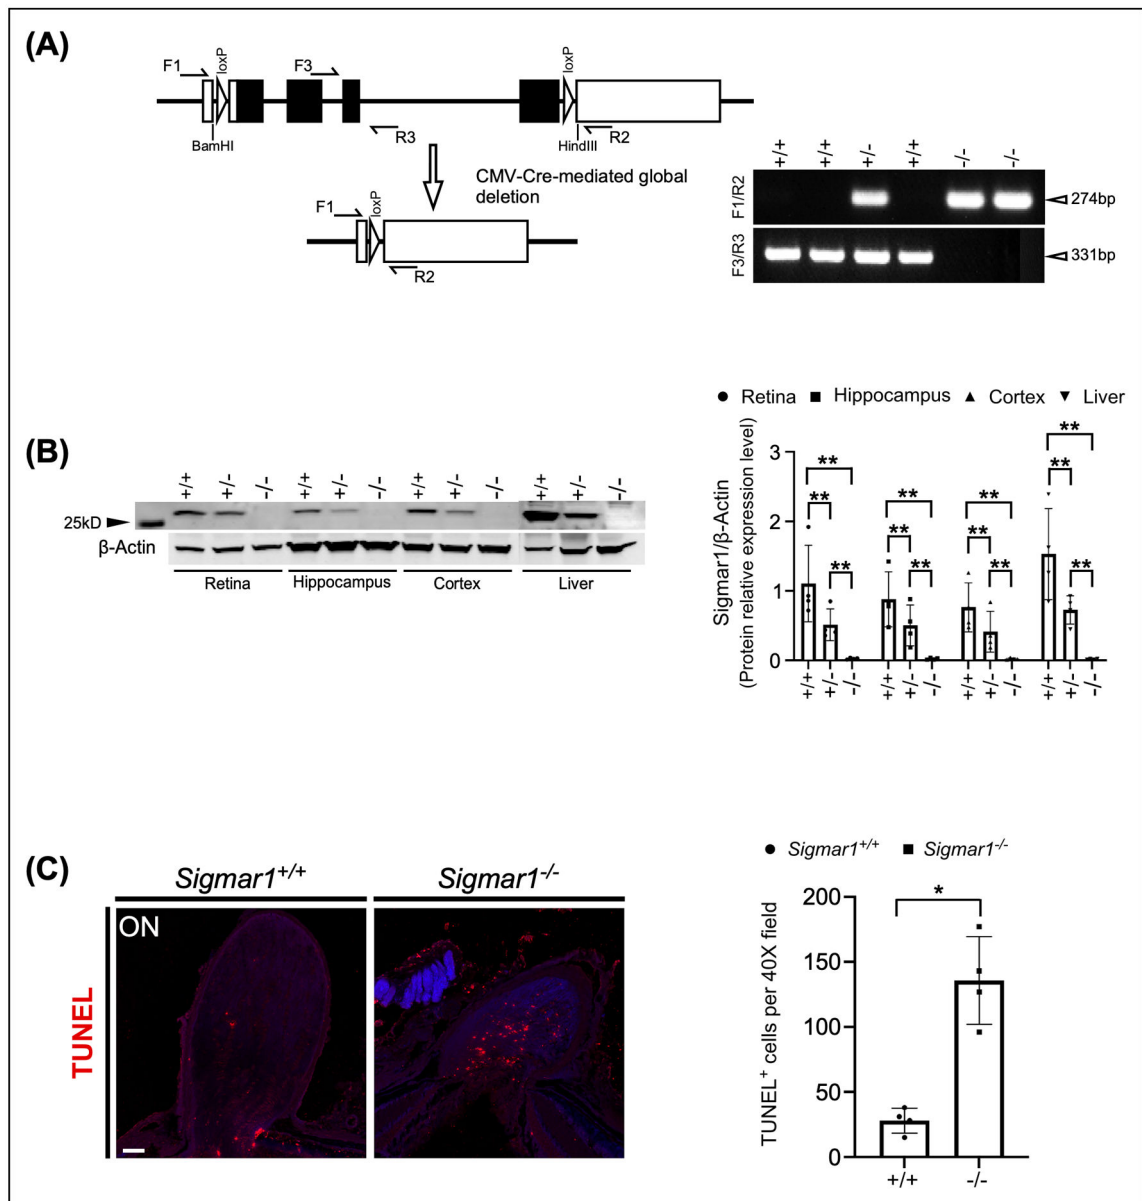 (A)
F1
loxP
F3
loxP
BamHI
R3
HindIII
R2
CMV-Cre-mediated global
deletion
F1
loxP
R2
+/+ +/+ +/- +/+ -/- -/-
F1/R2
274bp
F3/R3
331bp
(B)
+/+ +/- -/- +/+ +/- -/- +/+ +/- -/- +/+ +/- -/-
25kD
β-Actin
Retina Hippocampus Cortex Liver
Retina Hippocampus Cortex Liver
Sigmar1/β-Actin
(Protein relative expression level)
3
2
1
0
** ** **
** ** **
** ** **
** ** **
+/+ +/- -/- +/+ +/- -/- +/+ +/- -/- +/+ +/- -/-
(C)
Sigmar1+/+ Sigmar1-/-
TUNEL
ON
Sigmar1+/+ Sigmar1-/-
TUNEL+ cells per 40X field
200
150
100
50
0
*
+/+ -/-